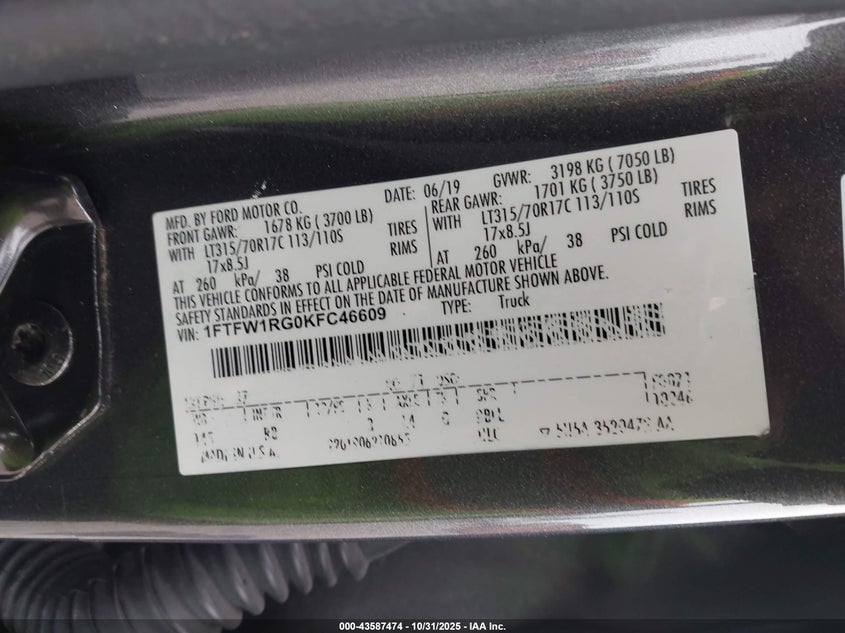 MFD. BY FORD MOTOR CO.
DATE: 06/19 GVWR: 3198 KG ( 7050 LB)
FRONT GAWR: 1678 KG ( 3700 LB)
WITH LT315/70R17C 113/110S TIRES
17x8.5J RIMS
AT 260 kPa/ 38 PSI COLD
REAR GAWR: 1701 KG ( 3750 LB)
WITH LT315/70R17C 113/110S TIRES
17x8.5J RIMS
AT 260 kPa/ 38 PSI COLD
THIS VEHICLE CONFORMS TO ALL APPLICABLE FEDERAL MOTOR VEHICLE
SAFETY STANDARDS IN EFFECT ON DATE OF MANUFACTURE SHOWN ABOVE.
VIN: 1FTFW1RG0KFC46609 TYPE: Truck
MADE IN U.S.A.
000-43587474 - 10/31/2025 - IAA Inc.